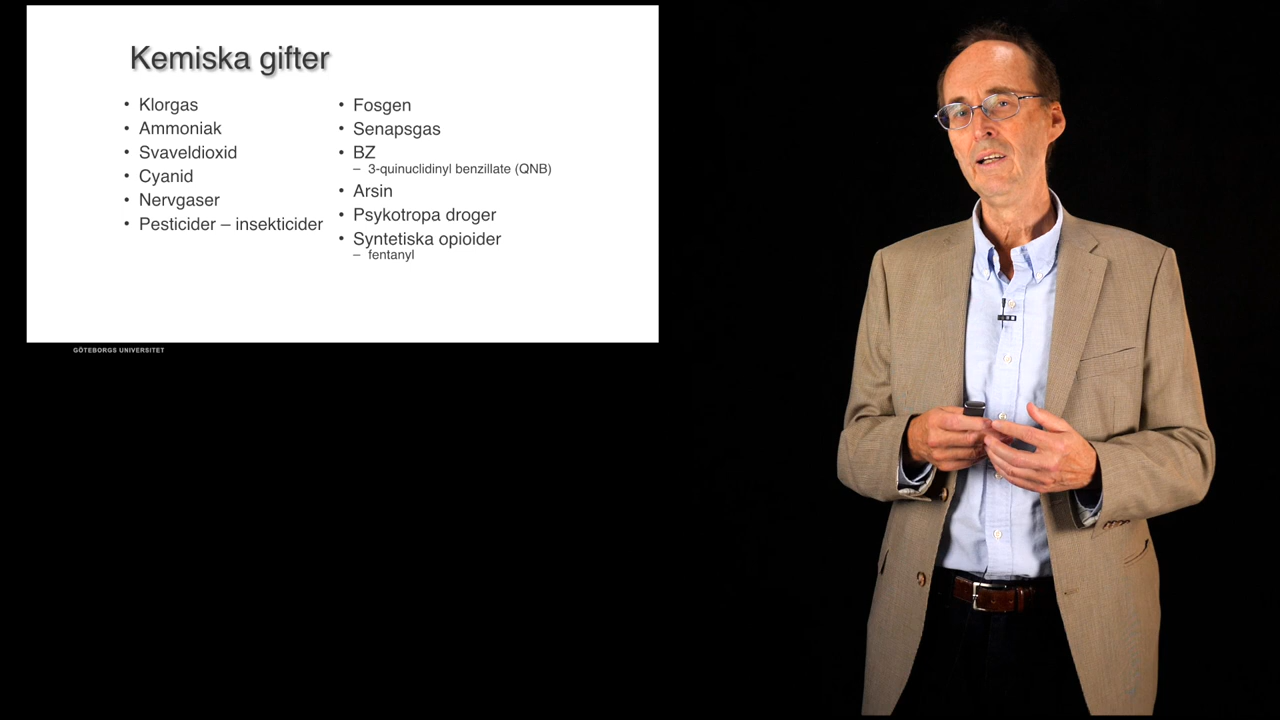 Kemiska gifter
• Klorgas
• Ammoniak
• Svaveldioxid
• Cyanid
• Nervgaser
• Pesticider – insekticider
• Fosgen
• Senapsgas
• BZ
– 3-quinuclidinyl benzillate (QNB)
• Arsin
• Psykotropa droger
• Syntetiska opioider
– fentanyl
GÖTEBORGS UNIVERSITET